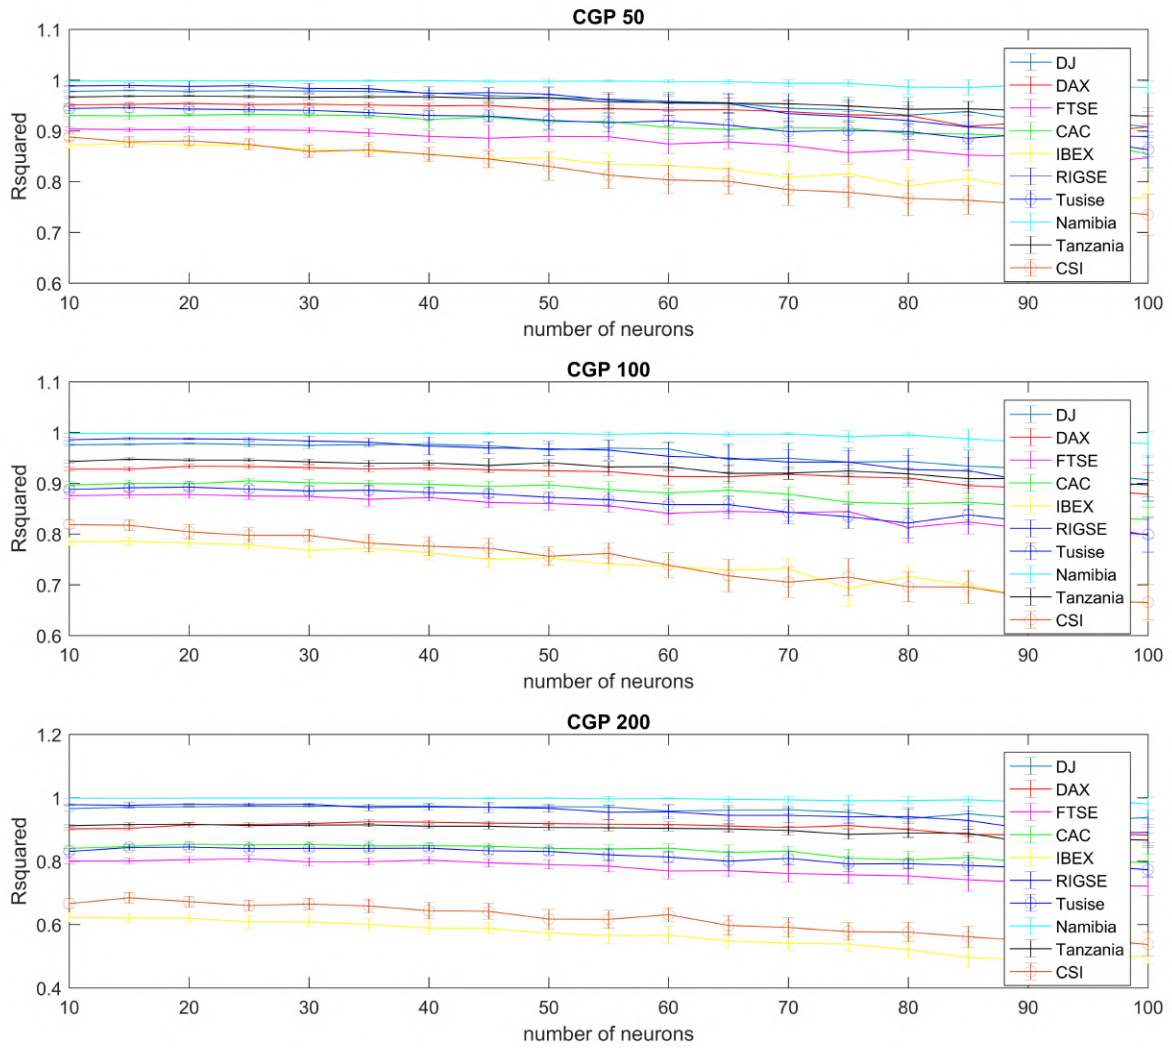 CGP 50
1.1
1
0.9
0.8
0.7
0.6
Rsquared
10 20 30 40 50 60 70 80 90 100
number of neurons
DJ
DAX
FTSE
CAC
IBEX
RIGSE
Tusise
Namibia
Tanzania
CSI
CGP 100
1.1
1
0.9
0.8
0.7
0.6
Rsquared
10 20 30 40 50 60 70 80 90 100
number of neurons
DJ
DAX
FTSE
CAC
IBEX
RIGSE
Tusise
Namibia
Tanzania
CSI
CGP 200
1.2
1
0.8
0.6
0.4
Rsquared
10 20 30 40 50 60 70 80 90 100
number of neurons
DJ
DAX
FTSE
CAC
IBEX
RIGSE
Tusise
Namibia
Tanzania
CSI